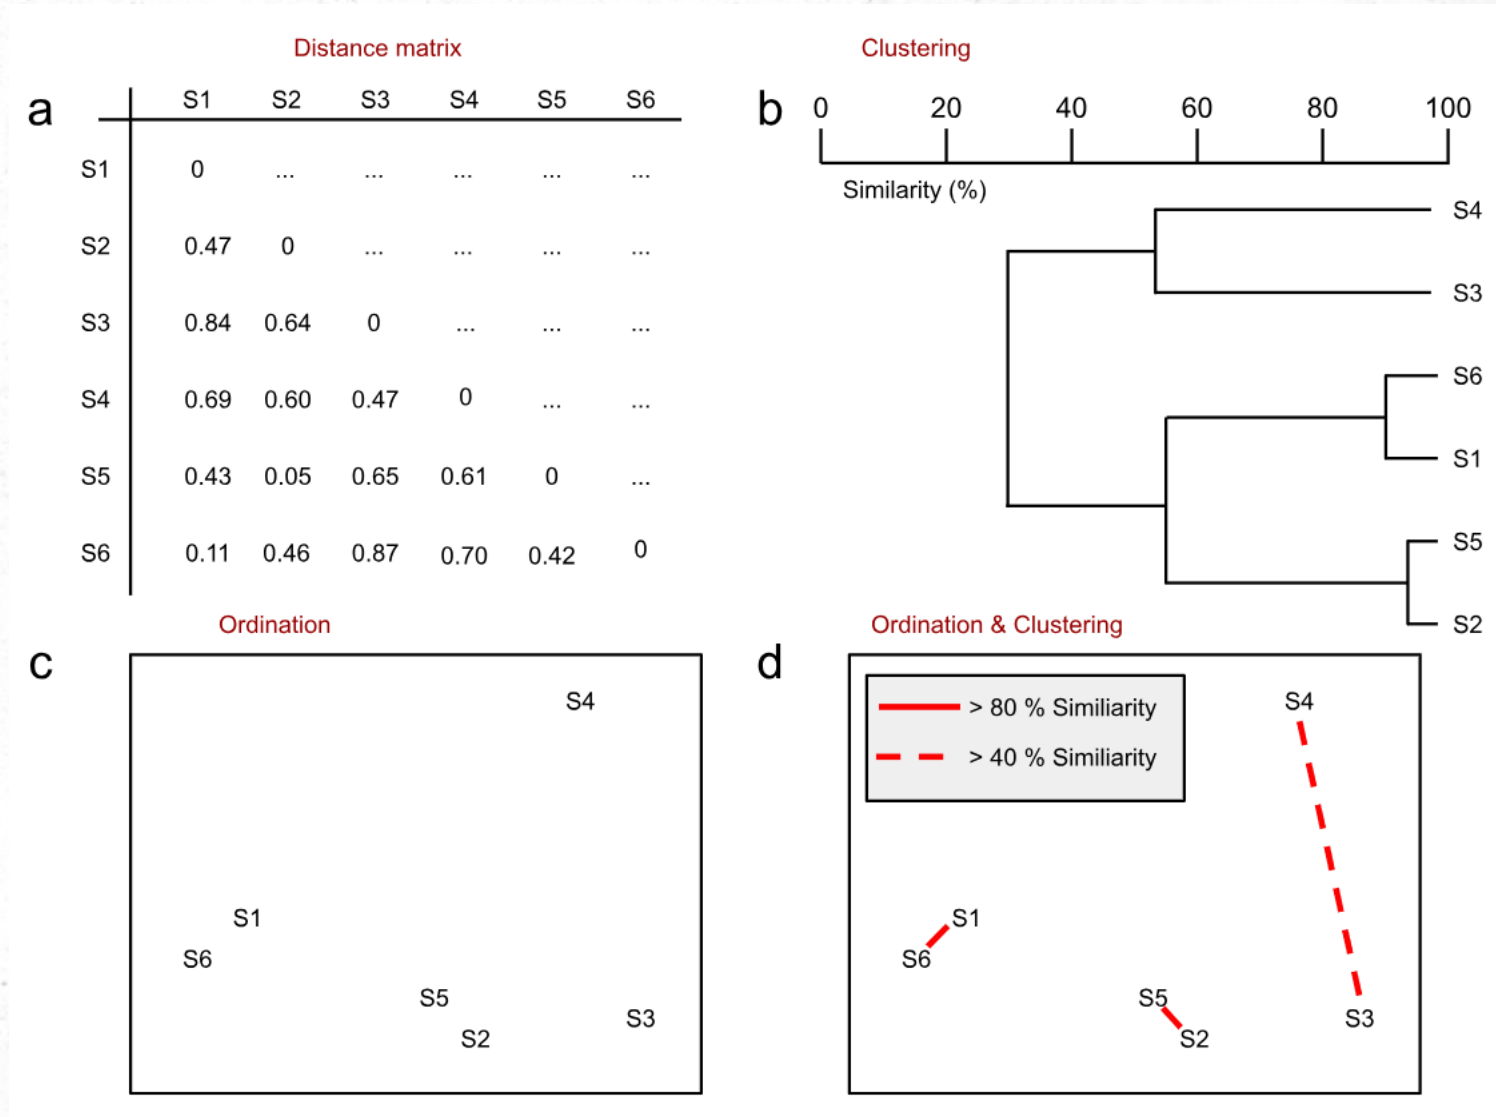 Distance matrix
a
S1 S2 S3 S4 S5 S6
S1 0 ... ... ... ... ...
S2 0.47 0 ... ... ... ...
S3 0.84 0.64 0 ... ... ...
S4 0.69 0.60 0.47 0 ... ...
S5 0.43 0.05 0.65 0.61 0 ...
S6 0.11 0.46 0.87 0.70 0.42 0
Clustering
b
0 20 40 60 80 100
Similarity (%)
S4
S3
S6
S1
S5
S2
Ordination
c
S4
S1
S6
S5
S3
S2
Ordination & Clustering
d
> 80 % Similiarity
> 40 % Similiarity
S4
S1
S6
S5
S3
S2